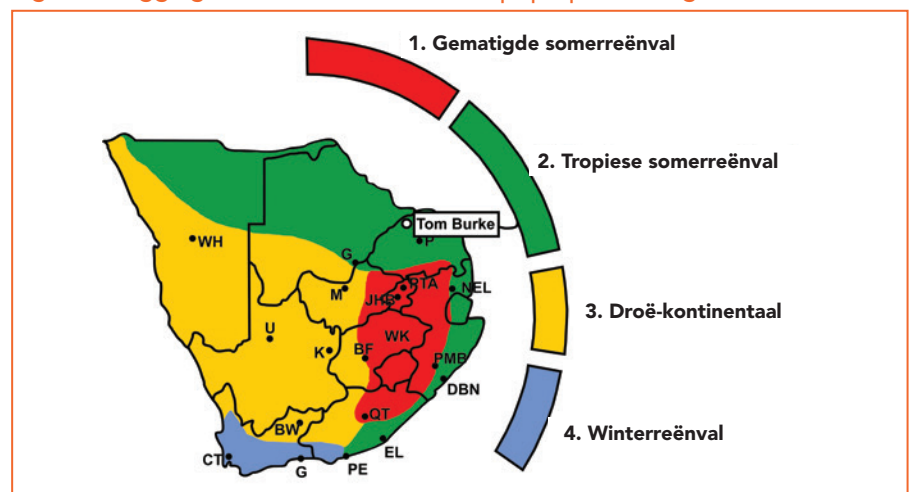 1. Gematigde somerreënval
2. Tropiese somerreënval
Tom Burke
P
WH
G
PTA
NEL
M
JHB
3. Droë-kontinentaal
U
WK
K
BF
PMB
DBN
QT
BW
4. Winterreënval
EL
CT
G
PE